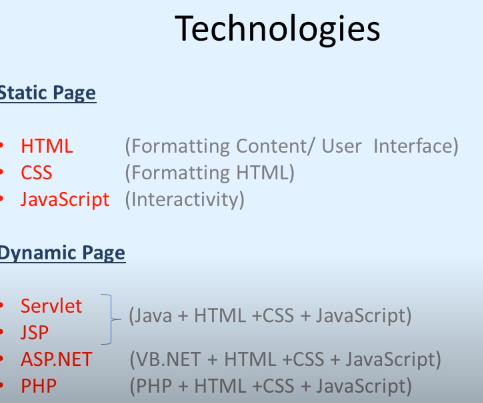 Technologies
Static Page
• HTML (Formatting Content/ User Interface)
• CSS (Formatting HTML)
• JavaScript (Interactivity)
Dynamic Page
• Servlet
(Java + HTML +CSS + JavaScript)
• JSP
• ASP.NET (VB.NET + HTML +CSS + JavaScript)
• PHP (PHP + HTML +CSS + JavaScript)